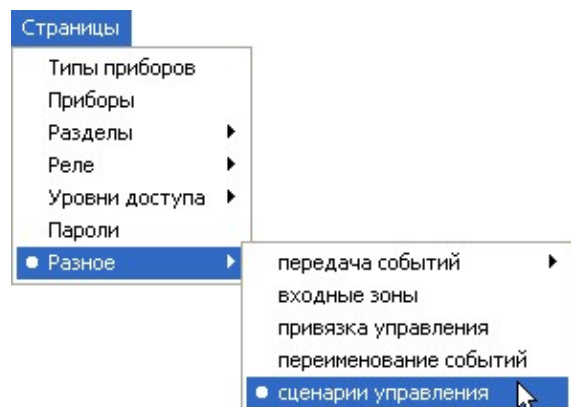 Страницы
Типы приборов
Приборы
Разделы
Реле
Уровни доступа
Пароли
Разное
передача событий
входные зоны
привязка управления
переименование событий
сценарии управления